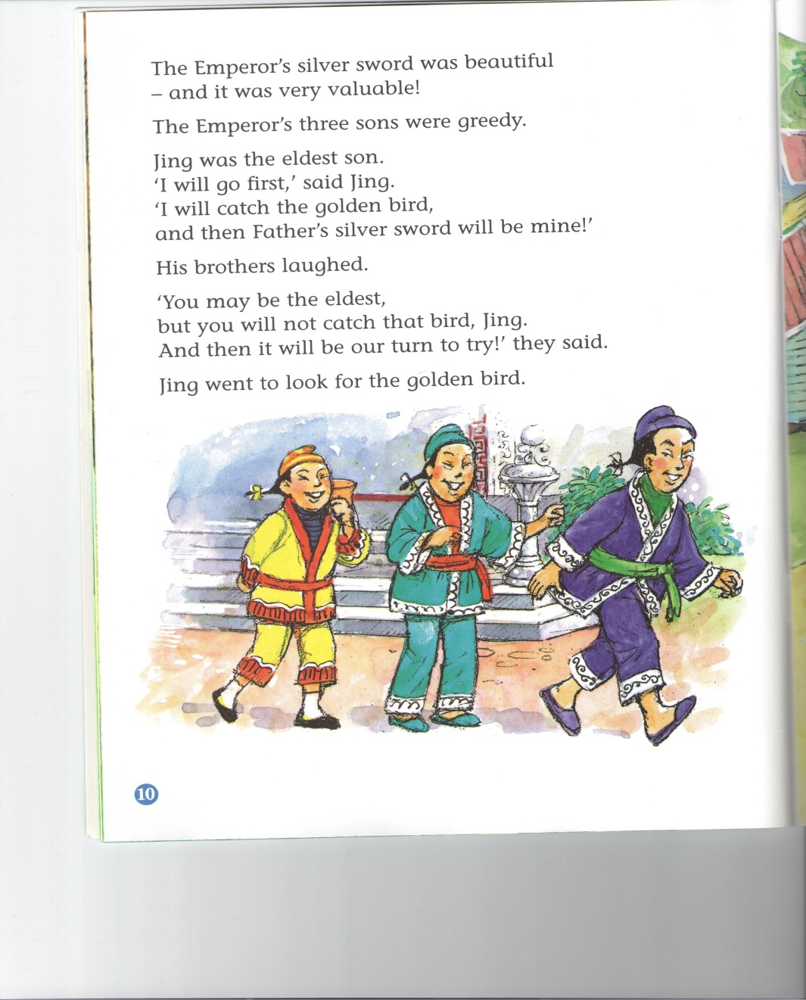 The Emperor’s silver sword was beautiful
– and it was very valuable!
The Emperor’s three sons were greedy.
Jing was the eldest son.
‘I will go first,’ said Jing.
‘I will catch the golden bird,
and then Father’s silver sword will be mine!’
His brothers laughed.
‘You may be the eldest,
but you will not catch that bird, Jing.
And then it will be our turn to try!’ they said.
Jing went to look for the golden bird.
10